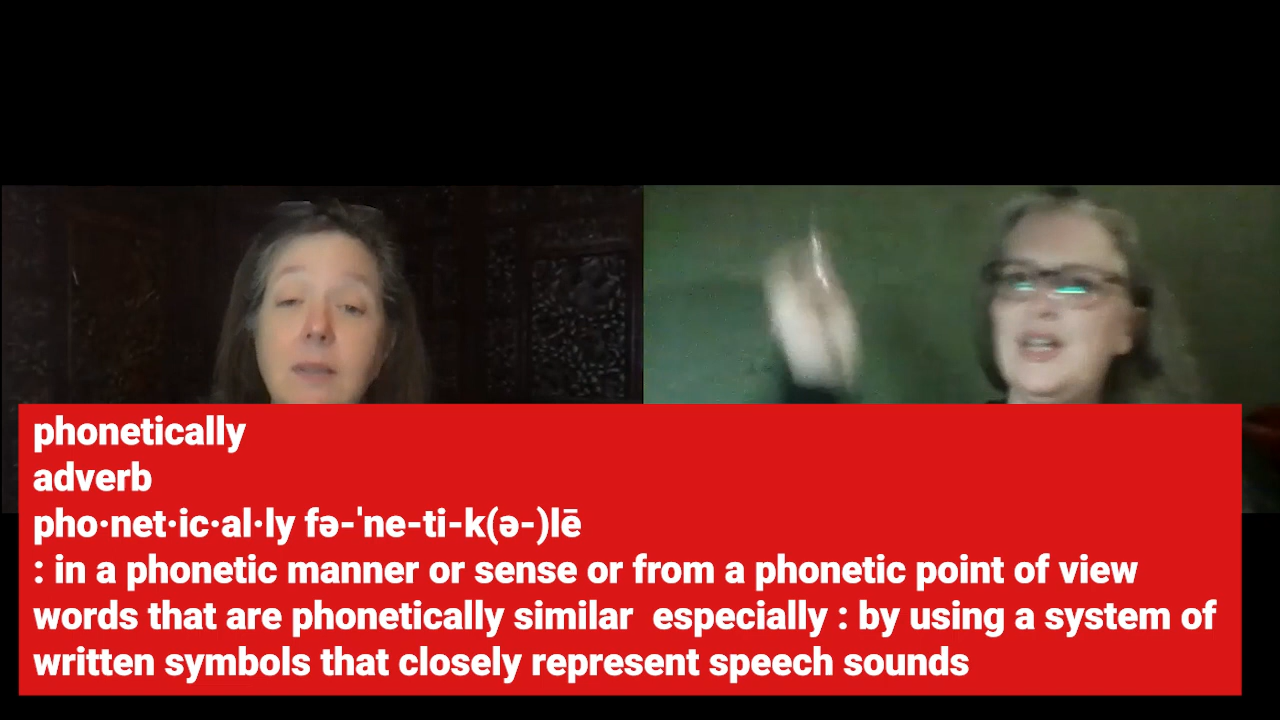 phonetically
adverb
pho·net·ic·al·ly fə-ˈne-ti-k(ə-)lē
: in a phonetic manner or sense or from a phonetic point of view
words that are phonetically similar  especially : by using a system of
written symbols that closely represent speech sounds